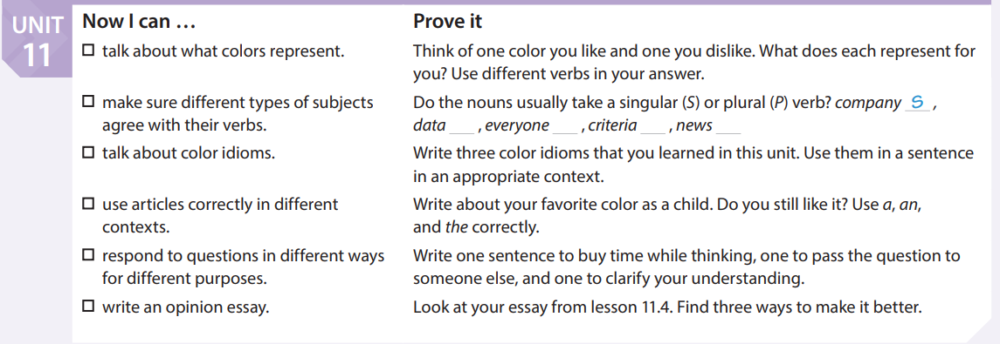 UNIT
11
Now I can … Prove it
☐ talk about what colors represent. Think of one color you like and one you dislike. What does each represent for
you? Use different verbs in your answer.
☐ make sure different types of subjects Do the nouns usually take a singular (S) or plural (P) verb? company S ,
agree with their verbs. data ___ , everyone ___ , criteria ___ , news ___
☐ talk about color idioms. Write three color idioms that you learned in this unit. Use them in a sentence
in an appropriate context.
☐ use articles correctly in different Write about your favorite color as a child. Do you still like it? Use a, an,
contexts. and the correctly.
☐ respond to questions in different ways Write one sentence to buy time while thinking, one to pass the question to
for different purposes. someone else, and one to clarify your understanding.
☐ write an opinion essay. Look at your essay from lesson 11.4. Find three ways to make it better.